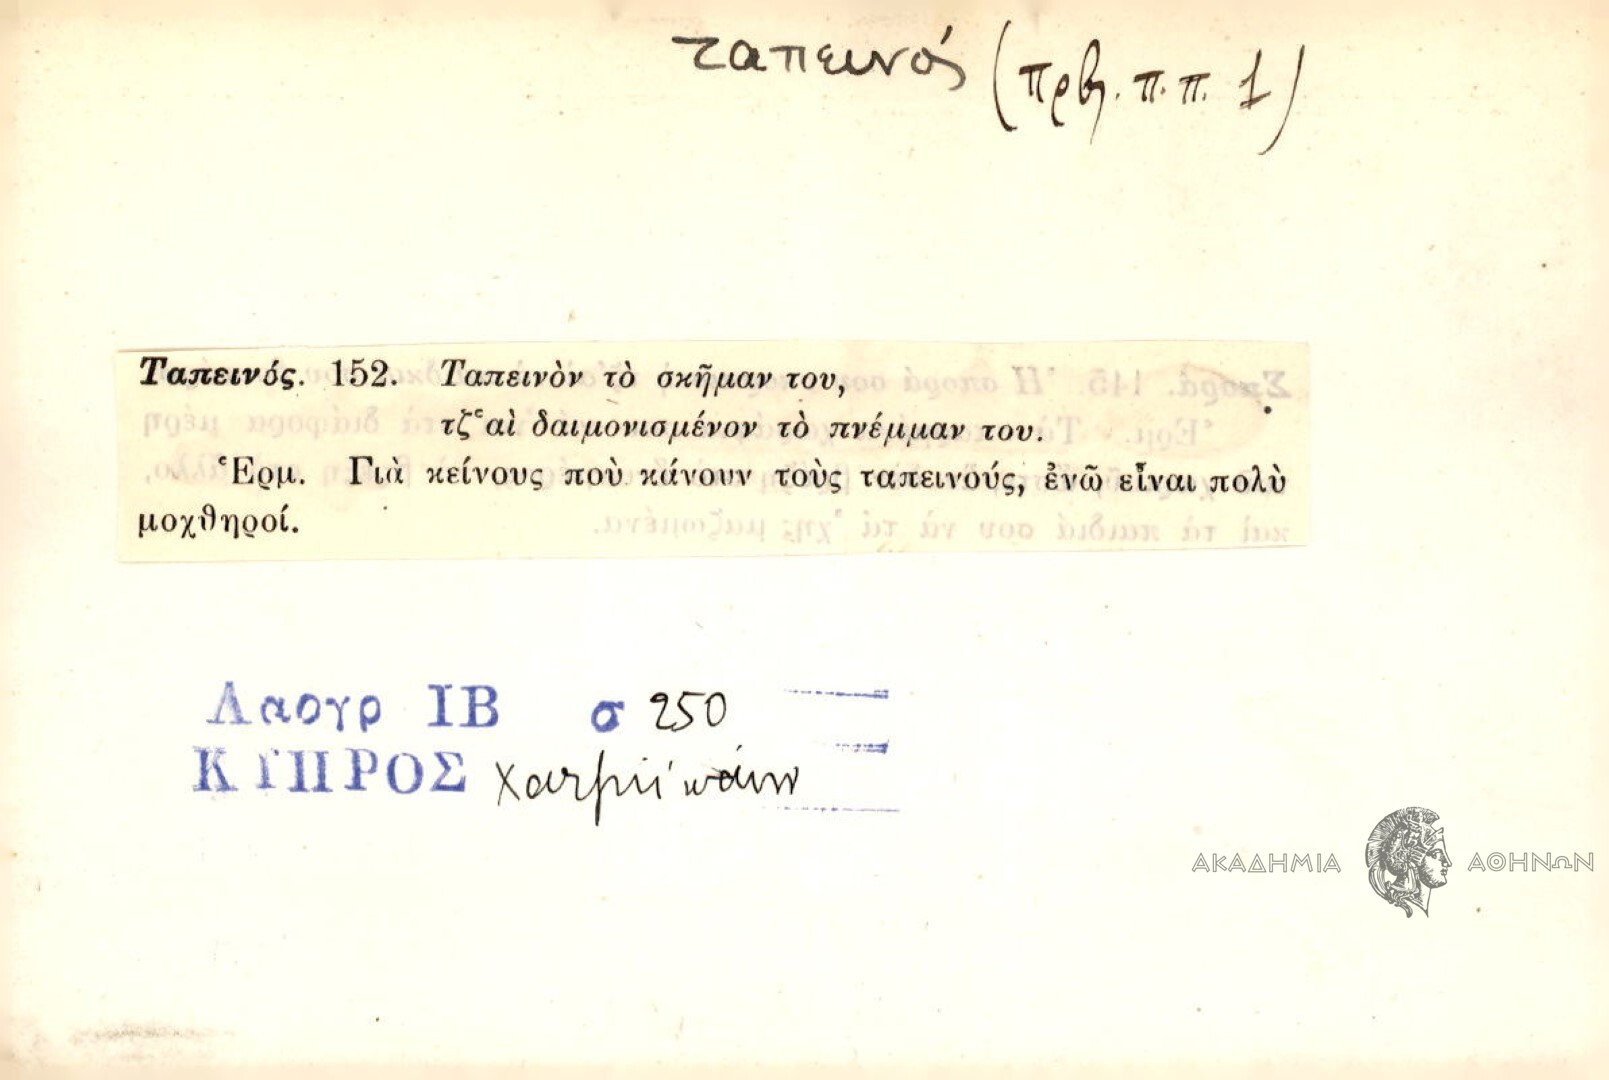 ταπεινός (πρβ. π.π. 1)
Ταπεινός. 152. Ταπεινὸν τὸ σκῆμαν του,
τζ̔αὶ δαιμονισμένον τὸ πνέμμαν του.
Ἑρμ. Γιὰ κείνους ποὺ κάνουν τοὺς ταπεινούς, ἐνῶ εἶναι πολὺ
μοχθηροί.
Λαογρ ΙΒ σ 250
ΚΥΠΡΟΣ
ΑΚΑΔΗΜΙΑ ΑΘΗΝΩΝ